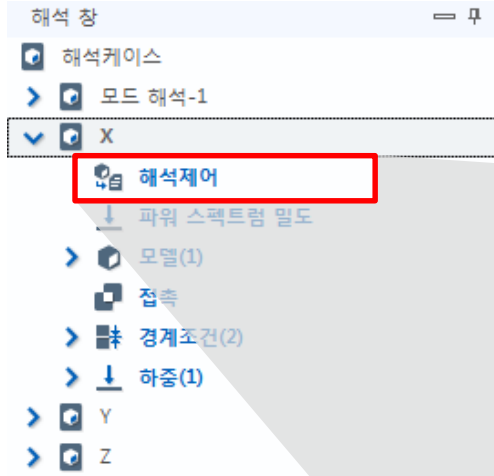 해석 창
해석케이스
모드 해석-1
X
해석제어
파워 스펙트럼 밀도
모델(1)
접촉
경계조건(2)
하중(1)
Y
Z